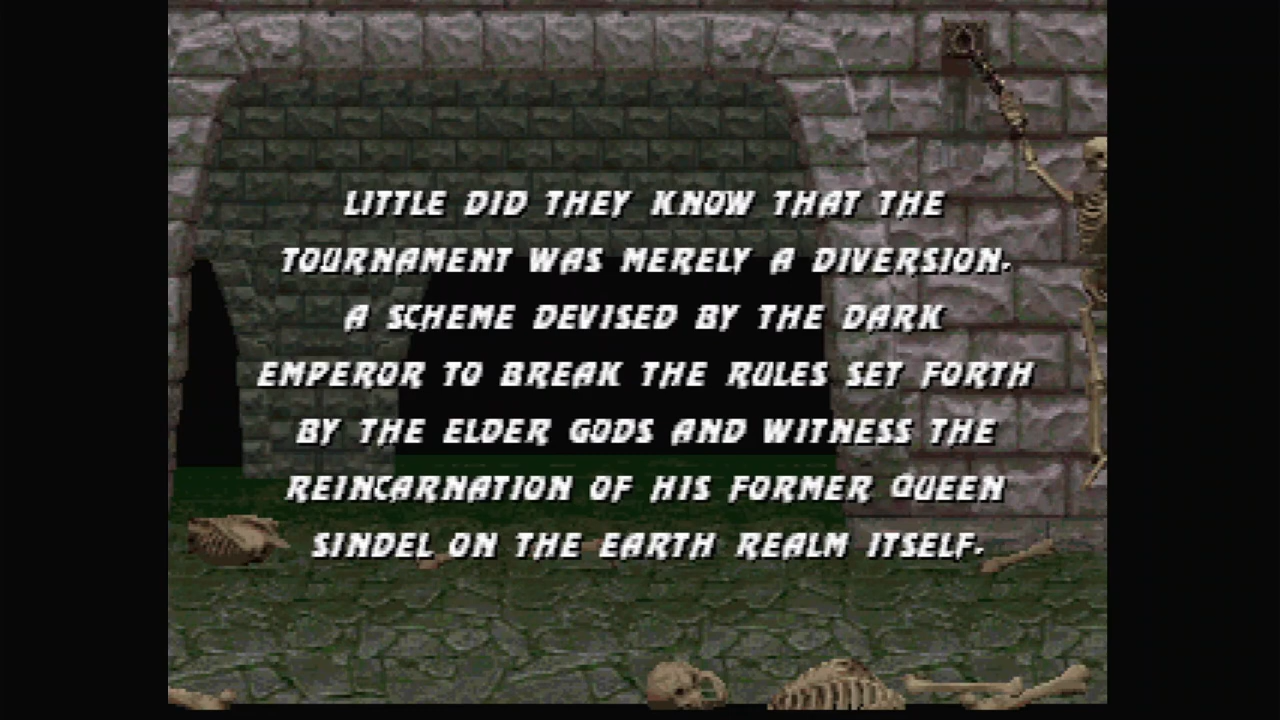 LITTLE DID THEY KNOW THAT THE
TOURNAMENT WAS MERELY A DIVERSION.
A SCHEME DEVISED BY THE DARK
EMPEROR TO BREAK THE RULES SET FORTH
BY THE ELDER GODS AND WITNESS THE
REINCARNATION OF HIS FORMER QUEEN
SINDEL ON THE EARTH REALM ITSELF.